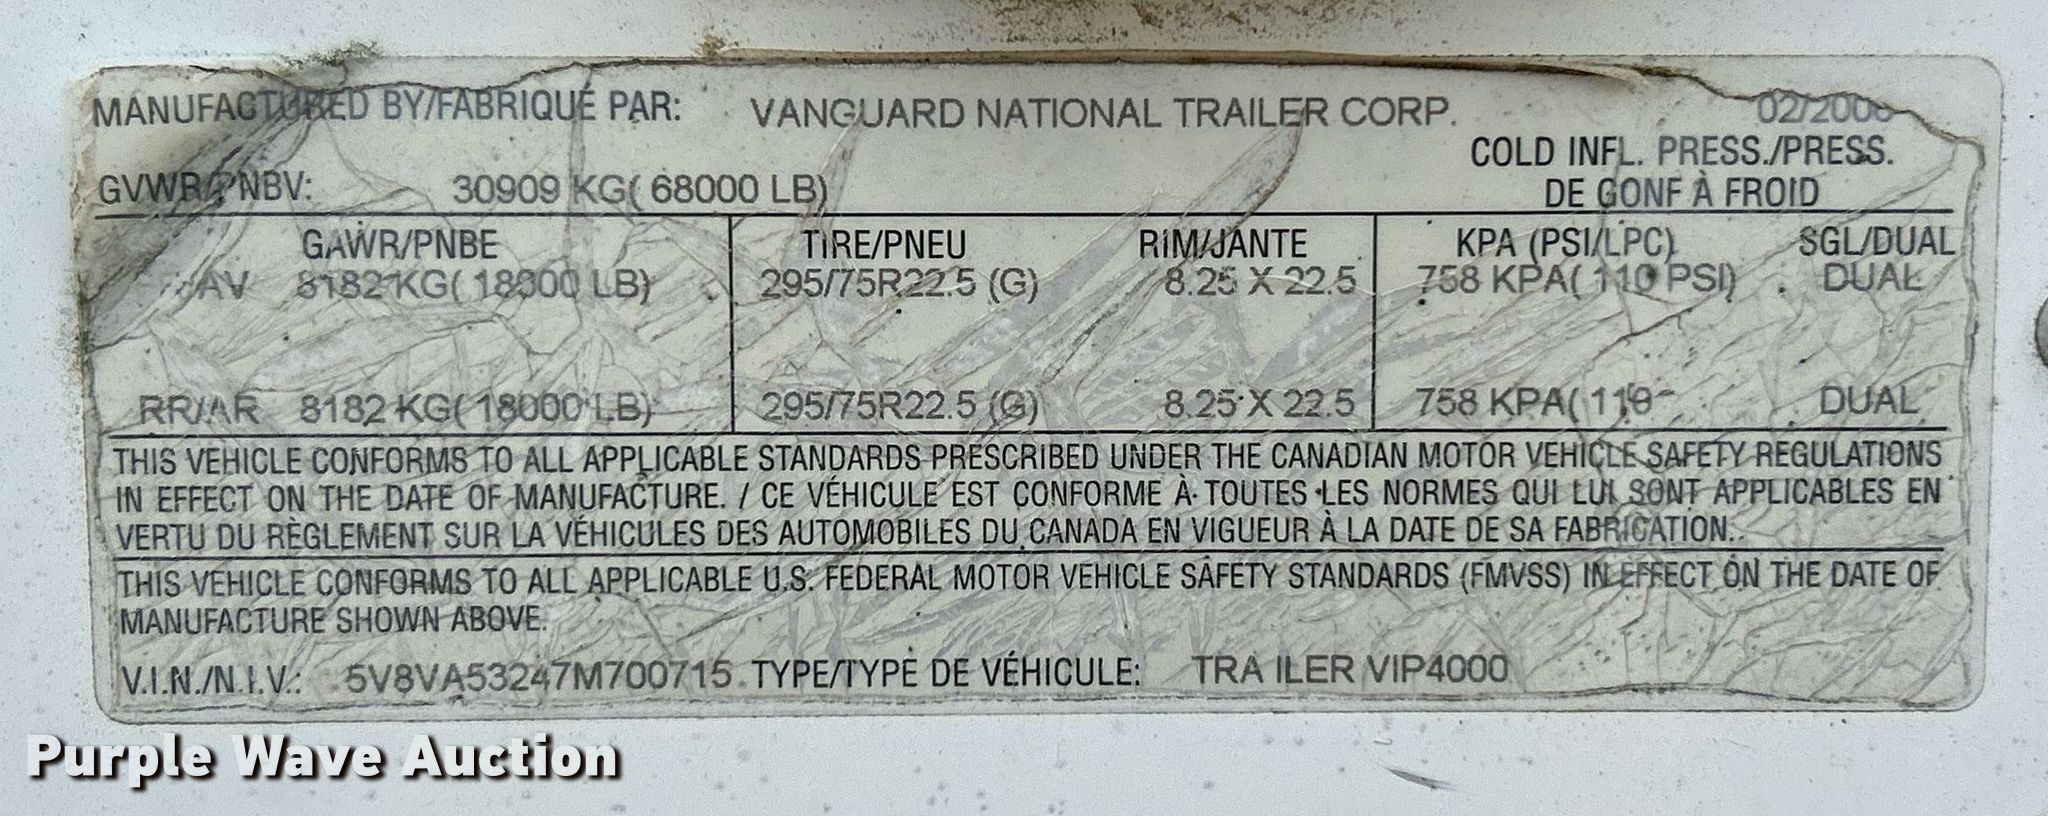 MANUFACTURED BY/FABRIQUÉ PAR: VANGUARD NATIONAL TRAILER CORP.
COLD INFL. PRESS./PRESS.
GVWR/PNBV: 30909 KG( 68000 LB) DE GONF À FROID
GAWR/PNBE TIRE/PNEU RIM/JANTE KPA (PSI/LPC) SGL/DUAL
/AV 8182 KG( 18000 LB) 295/75R22.5 (G) 8.25 X 22.5 758 KPA( 110 PSI) DUAL
RR/AR 8182 KG( 18000 LB) 295/75R22.5 (G) 8.25 X 22.5 758 KPA( 110 DUAL
THIS VEHICLE CONFORMS TO ALL APPLICABLE STANDARDS PRESCRIBED UNDER THE CANADIAN MOTOR VEHICLE SAFETY REGULATIONS
IN EFFECT ON THE DATE OF MANUFACTURE. / CE VÉHICULE EST CONFORME À TOUTES LES NORMES QUI LUI SONT APPLICABLES EN
VERTU DU RÈGLEMENT SUR LA VÉHICULES DES AUTOMOBILES DU CANADA EN VIGUEUR À LA DATE DE SA FABRICATION.
THIS VEHICLE CONFORMS TO ALL APPLICABLE U.S. FEDERAL MOTOR VEHICLE SAFETY STANDARDS (FMVSS) IN EFFECT ON THE DATE OF
MANUFACTURE SHOWN ABOVE.
V.I.N./N.I.V.: 5V8VA53247M700715 TYPE/TYPE DE VÉHICULE: TRA ILER VIP4000
Purple Wave Auction